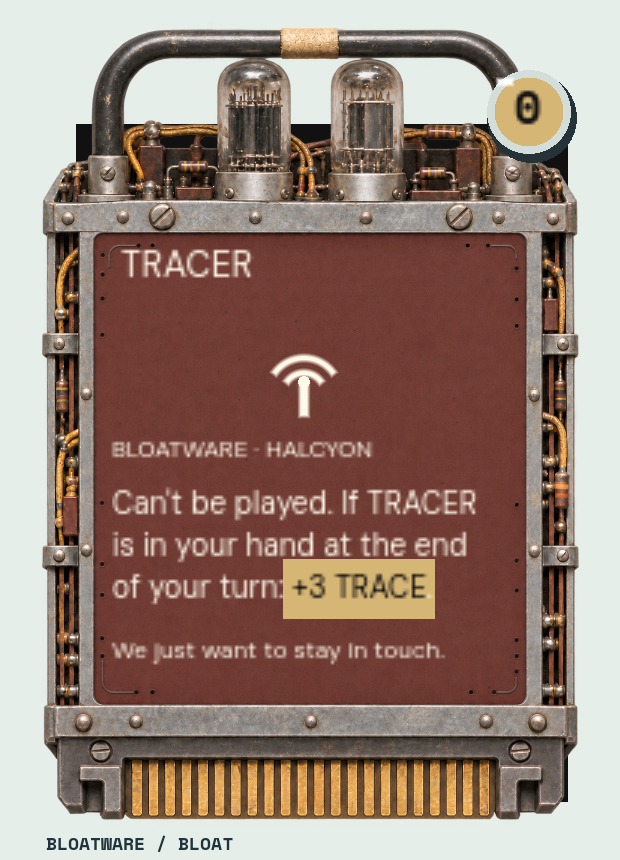 0
TRACER
BLOATWARE - HALCYON
Can't be played. If TRACER
is in your hand at the end
of your turn: +3 TRACE.
We just want to stay in touch.
BLOATWARE / BLOAT